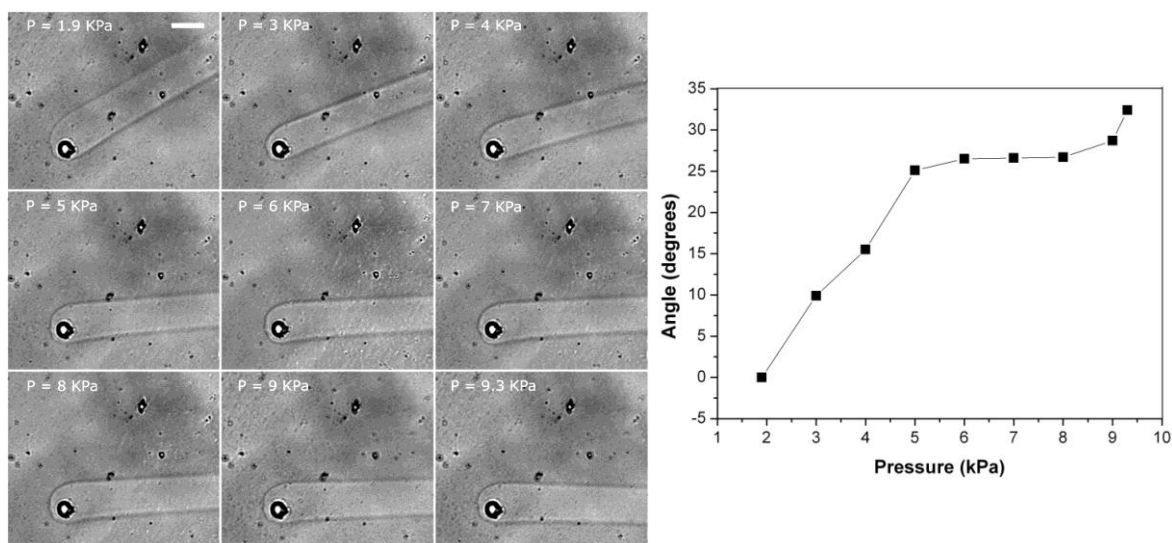 P = 1.9 KPa
P = 3 KPa
P = 4 KPa
P = 5 KPa
P = 6 KPa
P = 7 KPa
P = 8 KPa
P = 9 KPa
P = 9.3 KPa
Angle (degrees)
35
30
25
20
15
10
5
0
-5
1 2 3 4 5 6 7 8 9 10
Pressure (kPa)